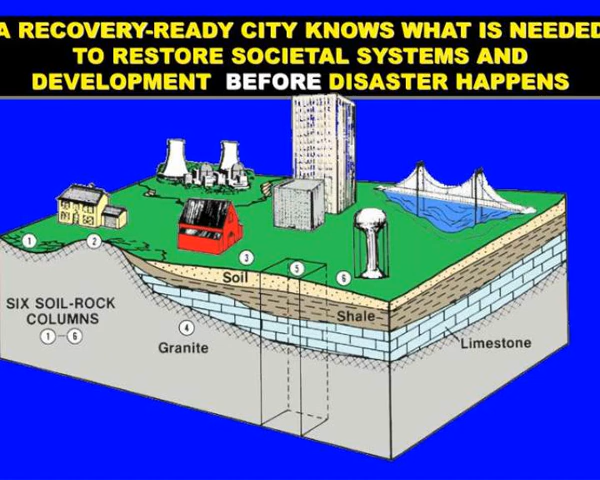 A RECOVERY-READY CITY KNOWS WHAT IS NEEDED
TO RESTORE SOCIETAL SYSTEMS AND
DEVELOPMENT BEFORE DISASTER HAPPENS
1
2
3
5
6
Soil
SIX SOIL-ROCK
COLUMNS
1-6
4
Granite
Shale
Limestone